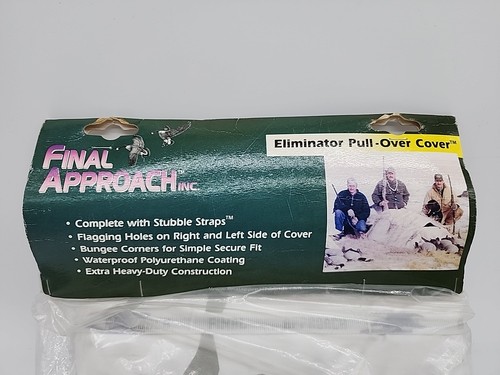 FINAL
APPROACH INC.
Eliminator Pull-Over Cover™
• Complete with Stubble Straps™
• Flagging Holes on Right and Left Side of Cover
• Bungee Corners for Simple Secure Fit
• Waterproof Polyurethane Coating
• Extra Heavy-Duty Construction